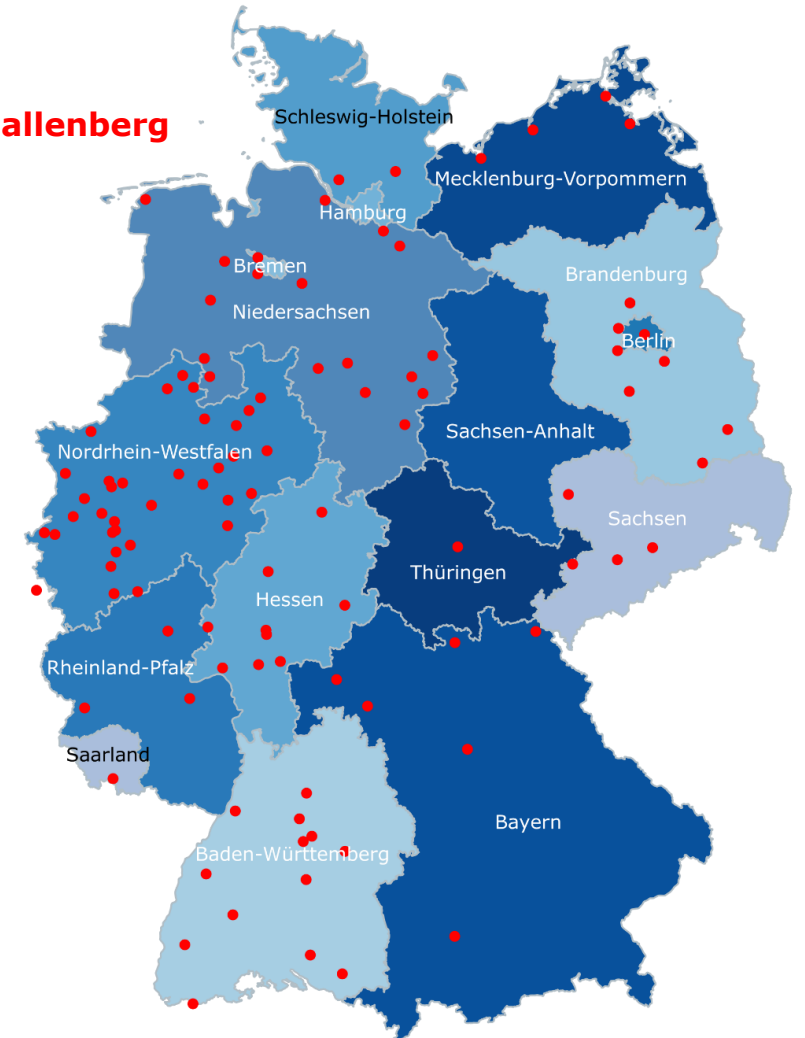 allenberg
Schleswig-Holstein
Mecklenburg-Vorpommern
Hamburg
Bremen
Brandenburg
Niedersachsen
Berlin
Sachsen-Anhalt
Nordrhein-Westfalen
Sachsen
Thüringen
Hessen
Rheinland-Pfalz
Saarland
Bayern
Baden-Württemberg